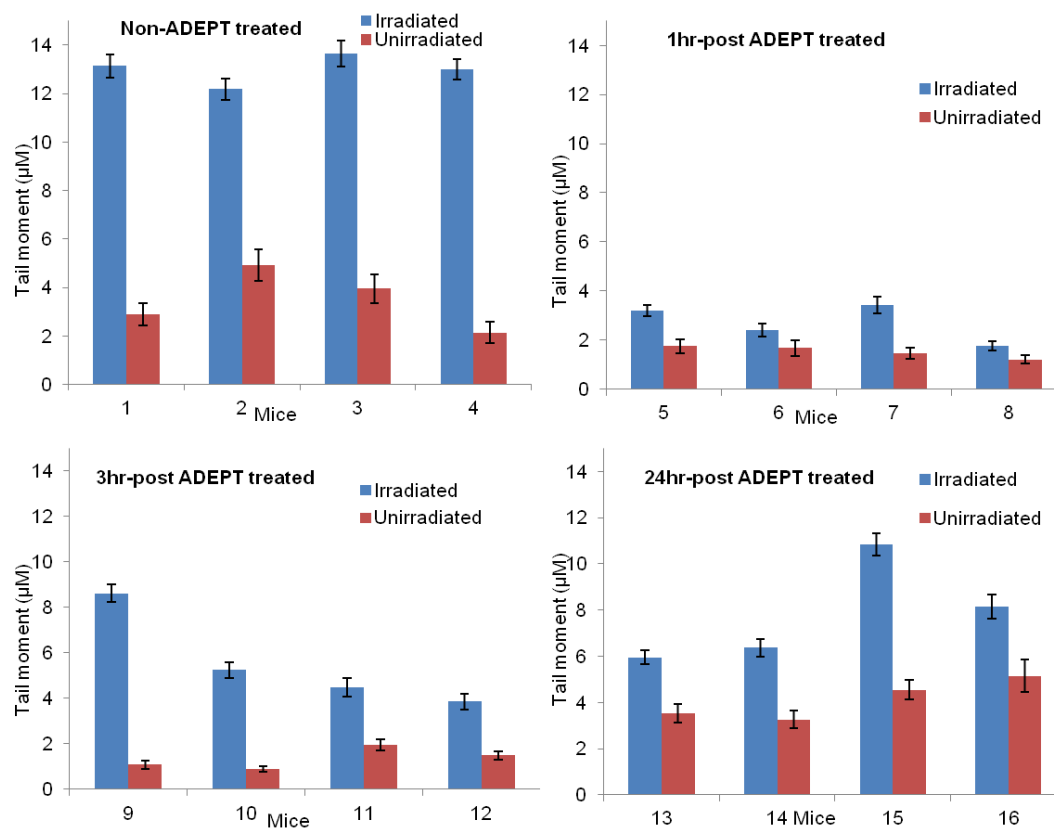 Non-ADEPT treated
Irradiated
Unirradiated
14
12
10
8
6
4
2
0
Tail moment (µM)
1
2
3
4
Mice
1hr-post ADEPT treated
Irradiated
Unirradiated
14
12
10
8
6
4
2
0
Tail moment (µM)
5
6
7
8
Mice
3hr-post ADEPT treated
Irradiated
Unirradiated
14
12
10
8
6
4
2
0
Tail moment (µM)
9
10
11
12
Mice
24hr-post ADEPT treated
Irradiated
Unirradiated
14
12
10
8
6
4
2
0
Tail moment (µM)
13
14
15
16
Mice